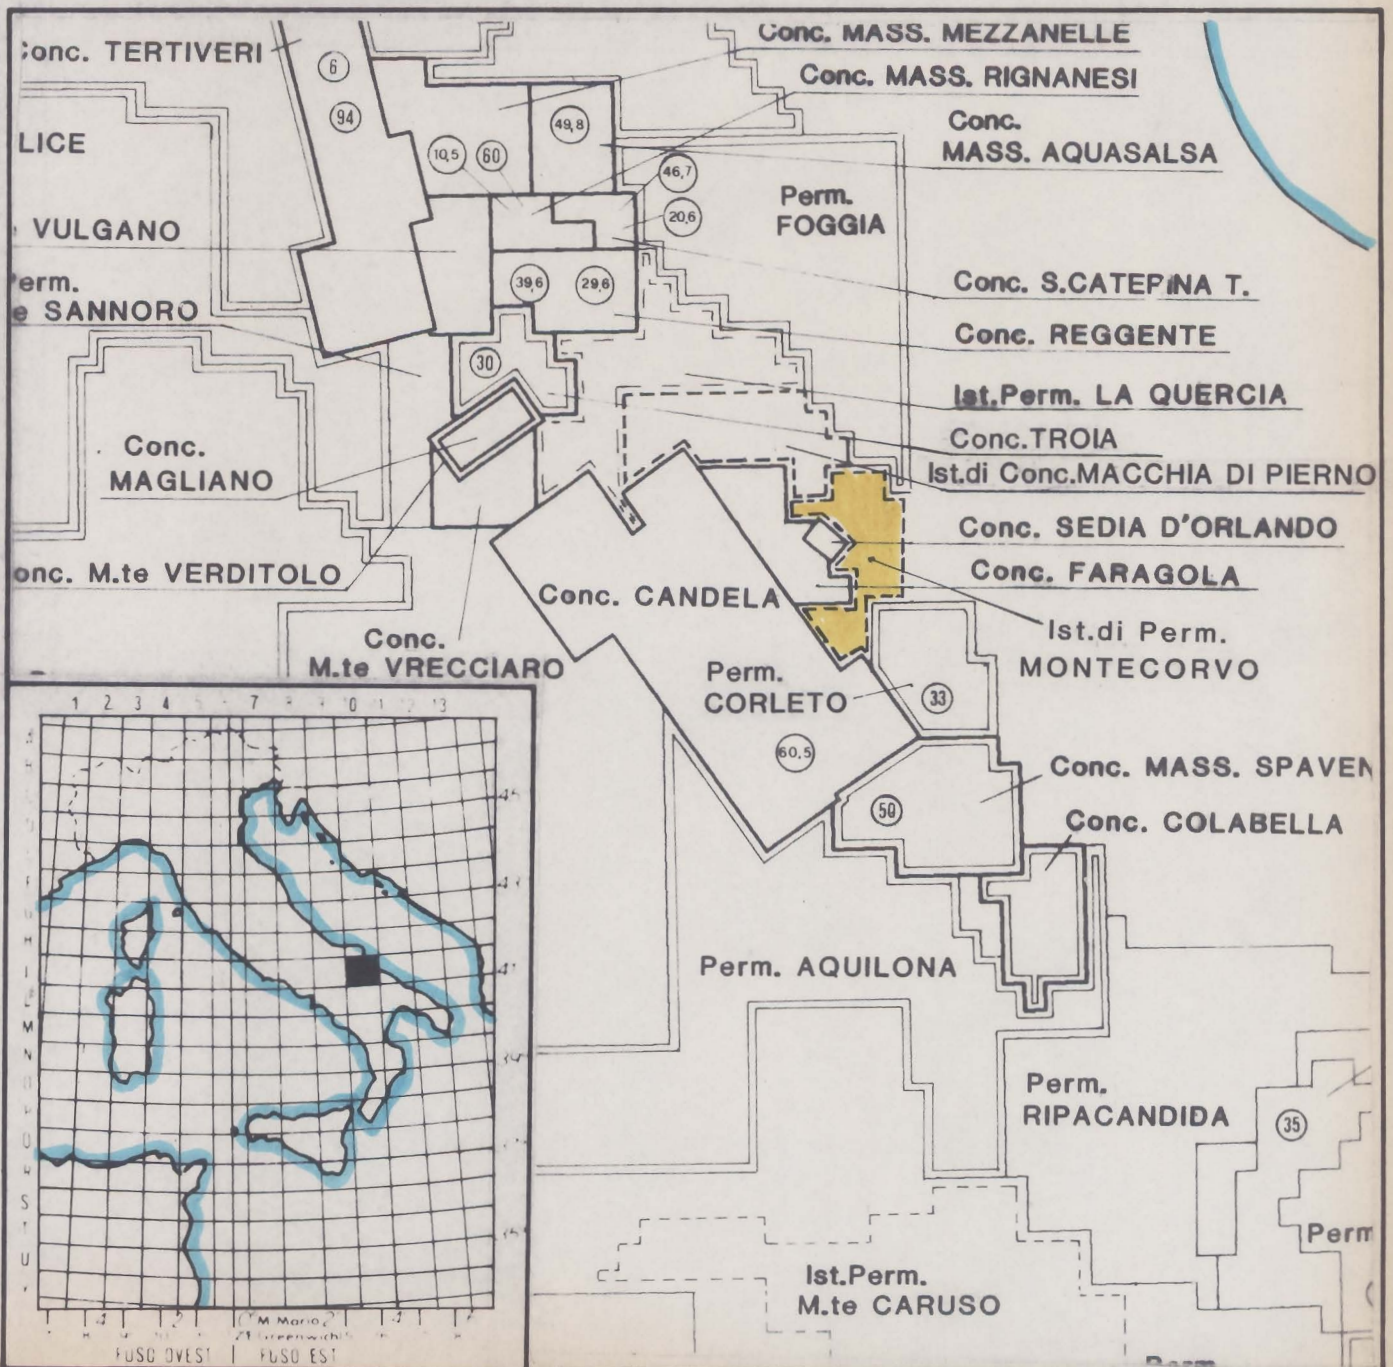 Conc. TERTIVERI
6
94
Conc. MASS. MEZZANELLE
Conc. MASS. RIGNANESI
Conc.
MASS. AQUASALSA
49,8
10,5
60
46,7
20,6
LICE
Perm.
FOGGIA
VULGANO
39,6
29,6
Conc. S.CATERINA T.
erm.
e SANNORO
Conc. REGGENTE
30
Ist.Perm. LA QUERCIA
Conc.TROIA
Ist.di Conc.MACCHIA DI PIERNO
Conc.
MAGLIANO
Conc. SEDIA D'ORLANDO
onc. M.te VERDITOLO
Conc. FARAGOLA
Conc. CANDELA
Ist.di Perm.
MONTECORVO
Conc.
M.te VRECCIARO
Perm.
CORLETO
33
60,5
Conc. MASS. SPAVEN
50
Conc. COLABELLA
Perm. AQUILONA
Perm.
RIPACANDIDA
35
Perm
Ist.Perm.
M.te CARUSO
1 2 3 4 7 10 13
41
M Mario
FUSO OVEST | FUSO EST